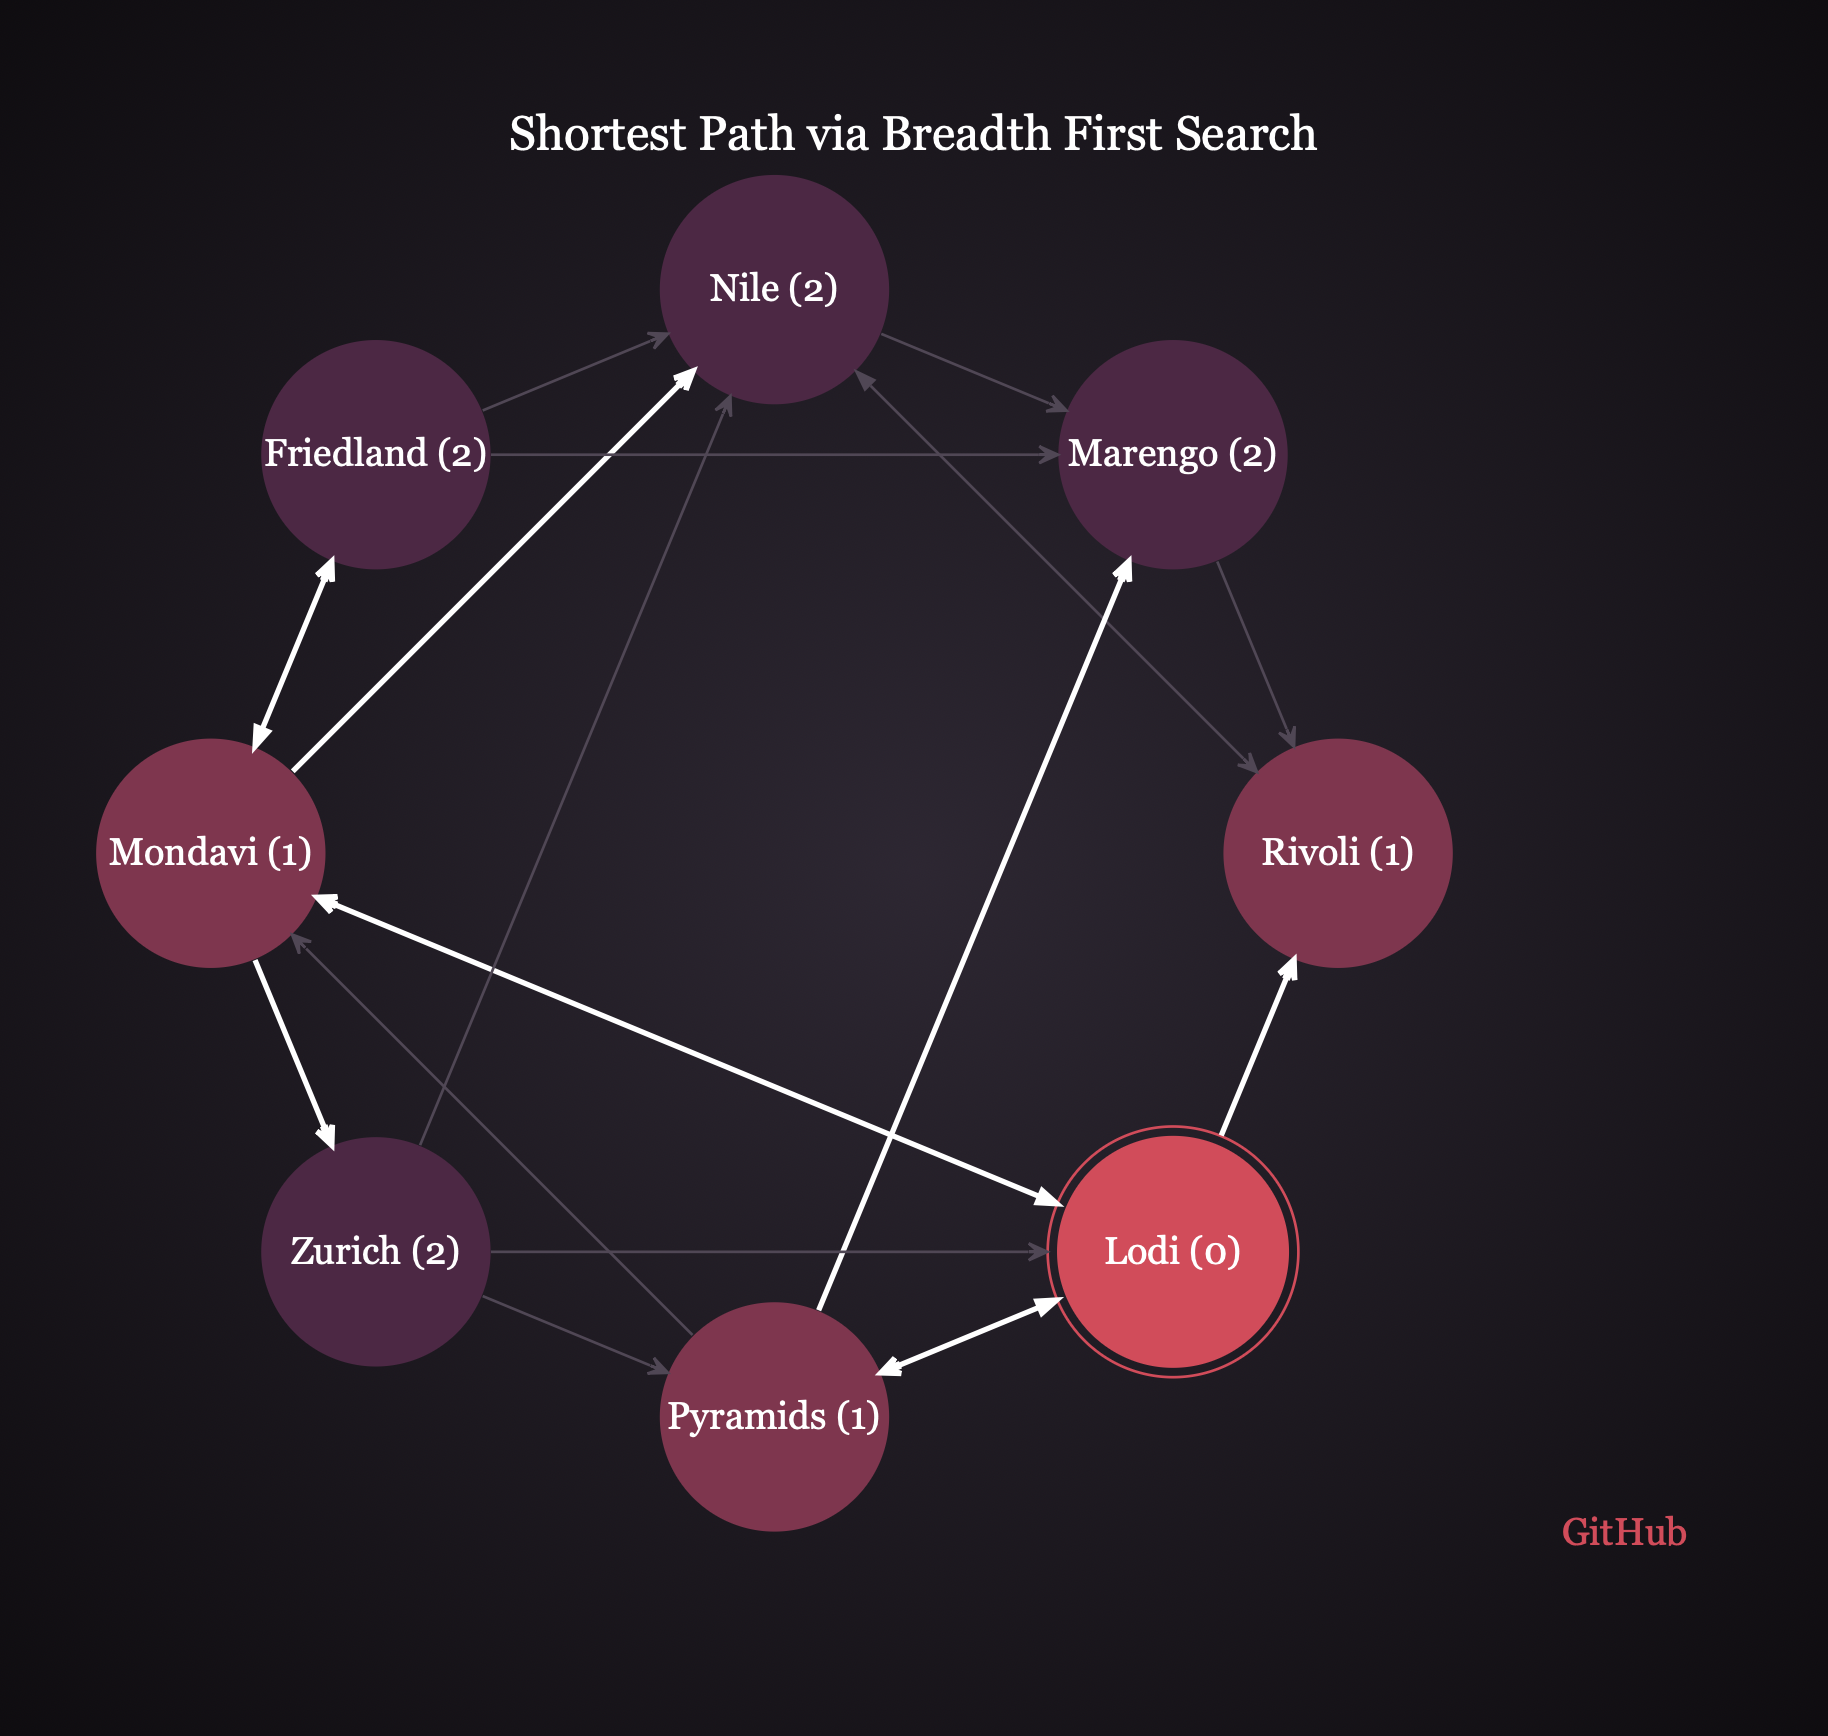 Shortest Path via Breadth First Search
Nile (2)
Friedland (2)
Marengo (2)
Mondavi (1)
Rivoli (1)
Zurich (2)
Lodi (0)
Pyramids (1)
GitHub